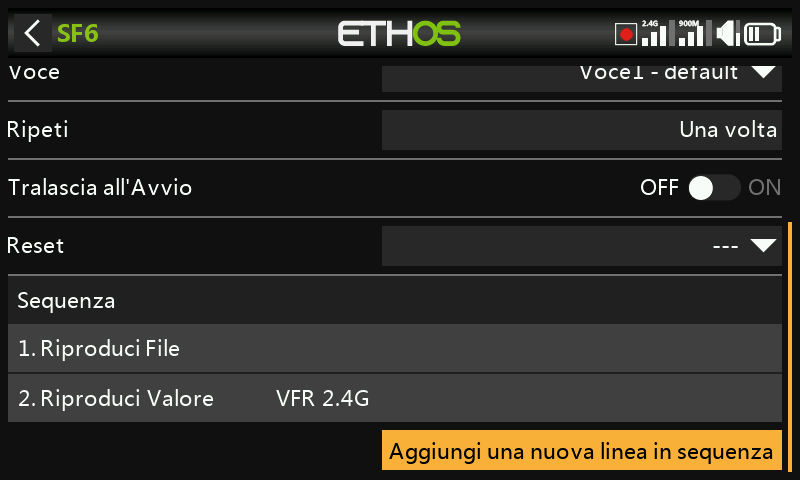 SF6 ETHOS 2.4G 900M
Voce Voce1 - default
Ripeti Una volta
Tralascia all'Avvio OFF ON
Reset ---
Sequenza
1. Riproduci File
2. Riproduci Valore VFR 2.4G
Aggiungi una nuova linea in sequenza